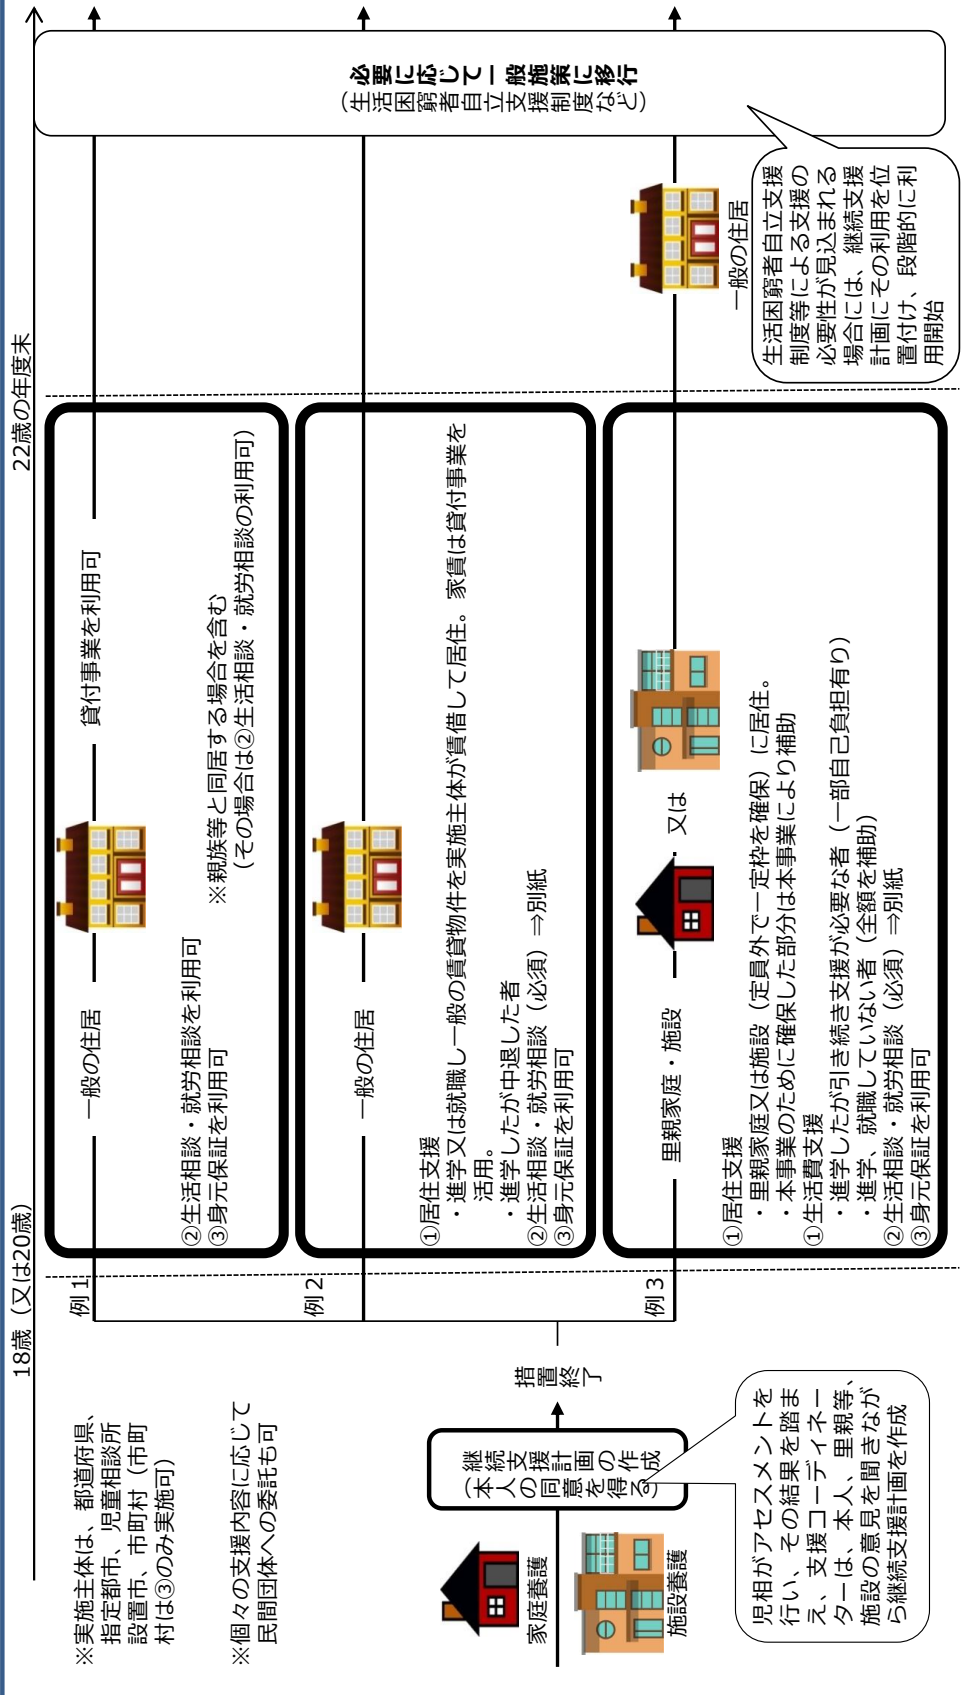 18歳（又は20歳）
22歳の年度末
※実施主体は、都道府県、
指定都市、児童相談所
設置市、市町村（市町
村は③のみ実施可）
※個々の支援内容に応じて
民間団体への委託も可
家庭養護
施設養護
継続支援計画の作成
（本人の同意を得る）
児相がアセスメントを
行い、その結果を踏ま
え、支援コーディネー
ターは、本人、里親等、
施設の意見を聞きなが
ら継続支援計画を作成
措置終了
例１
一般の住居
貸付事業を利用可
②生活相談・就労相談を利用可
③身元保証を利用可
※親族等と同居する場合を含む
（その場合は②生活相談・就労相談の利用可）
例２
一般の住居
①居住支援
・進学又は就職し一般の賃貸物件を実施主体が賃借して居住。家賃は貸付事業を
活用。
・進学したが中退した者
②生活相談・就労相談（必須）⇒別紙
③身元保証を利用可
例３
里親家庭・施設
又は
①居住支援
・里親家庭又は施設（定員外で一定枠を確保）に居住。
・本事業のために確保した部分は本事業により補助
①生活費支援
・進学したが引き続き支援が必要な者（一部自己負担有り）
・進学、就職していない者（全額を補助）
②生活相談・就労相談（必須）⇒別紙
③身元保証を利用可
一般の住居
必要に応じて一般施策に移行
（生活困窮者自立支援制度など）
生活困窮者自立支援
制度等による支援の
必要性が見込まれる
場合には、継続支援
計画にその利用を位
置付け、段階的に利
用開始